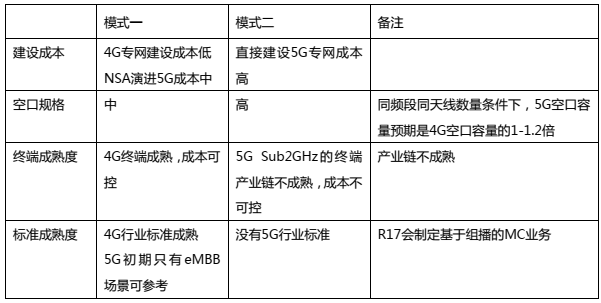 模式一 模式二 备注
建设成本 4G专网建设成本低 直接建设5G专网成本
NSA演进5G成本中 高
空口规格 中 高 同频段同天线数量条件下，5G空口容
量预期是4G空口容量的1-1.2倍
终端成熟度 4G终端成熟，成本可 5G Sub2GHz的终端 产业链不成熟
控 产业链不成熟，成本不
可控
标准成熟度 4G行业标准成熟 没有5G行业标准 R17会制定基于组播的MC业务
5G初期只有eMBB
场景可参考